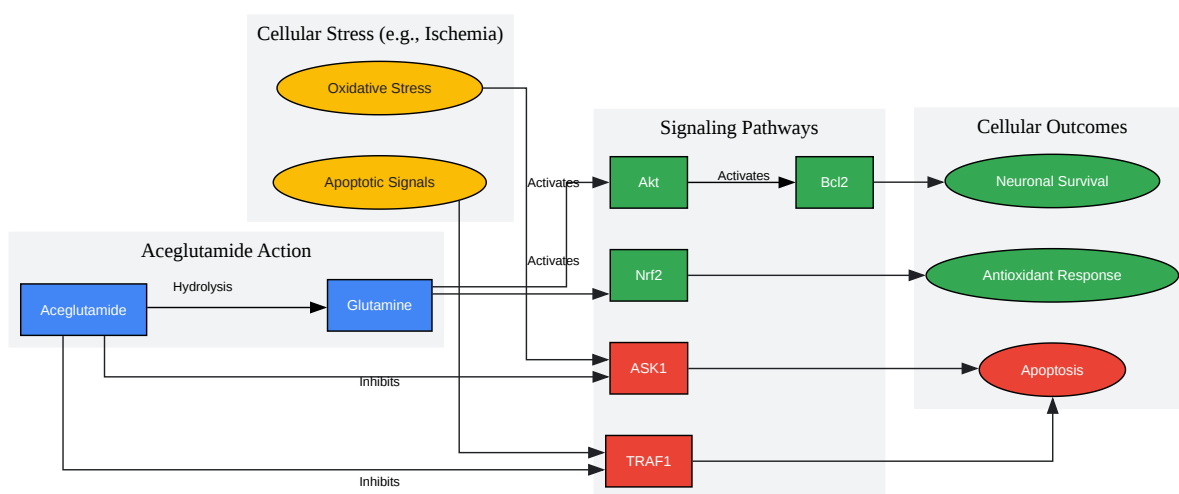 Cellular Stress (e.g., Ischemia)
Oxidative Stress
Apoptotic Signals
Aceglutamide Action
Aceglutamide
Hydrolysis
Glutamine
Activates
Activates
Inhibits
Inhibits
Signaling Pathways
Akt
Activates
Bcl2
Nrf2
ASK1
TRAF1
Cellular Outcomes
Neuronal Survival
Antioxidant Response
Apoptosis